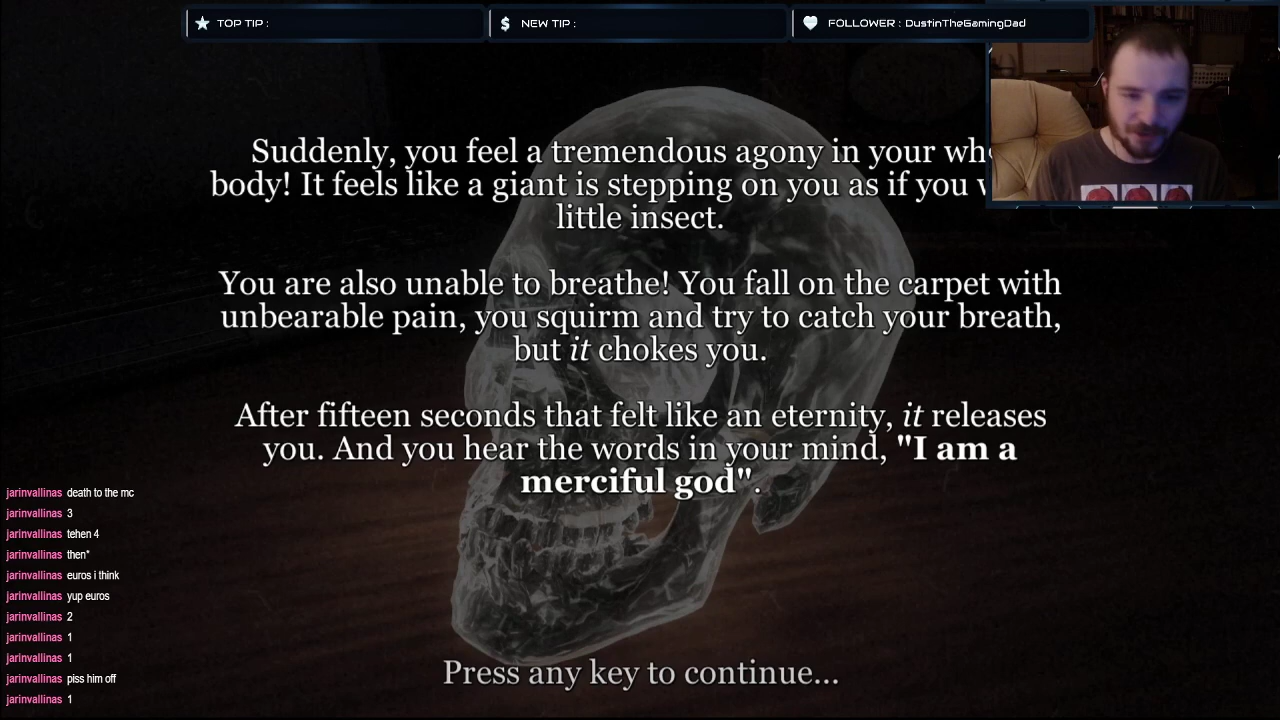 TOP TIP :
NEW TIP :
FOLLOWER : DustinTheGamingDad
Suddenly, you feel a tremendous agony in your
body! It feels like a giant is stepping on you as if you
little insect.
You are also unable to breathe! You fall on the carpet with
unbearable pain, you squirm and try to catch your breath,
but it chokes you.
After fifteen seconds that felt like an eternity, it releases
you. And you hear the words in your mind, "I am a
merciful god".
Press any key to continue...
jarinvallinas death to the mc
jarinvallinas 3
jarinvallinas tehen 4
jarinvallinas then*
jarinvallinas euros i think
jarinvallinas yup euros
jarinvallinas 2
jarinvallinas 1
jarinvallinas 1
jarinvallinas piss him off
jarinvallinas 1